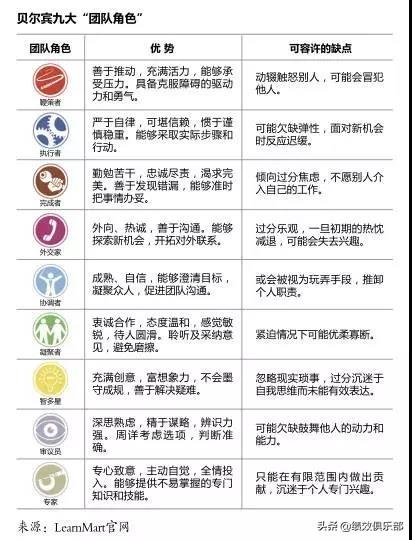 贝尔宾九大“团队角色”
团队角色
优势
可容许的缺点
鞭策者
善于推动，充满活力，能够承
受压力。具备克服障碍的驱动
力和勇气。
动辄触怒别人，可能会冒犯
他人。
执行者
严于自律，可堪信赖，惯于谨
慎稳重。能够采取实际步骤和
行动。
可能欠缺弹性，面对新机会
时反应迟缓。
完成者
勤勉苦干，忠诚尽责，渴求完
美。善于发现错漏，能够准时
把事情办妥。
倾向过分焦虑，不愿别人介
入自己的工作。
外交家
外向、热诚，善于沟通。能够
探索新机会，开拓对外联系。
过分乐观，一旦初期的热忱
减退，可能会失去兴趣。
协调者
成熟、自信，能够澄清目标，
凝聚众人，促进团队沟通。
或会被视为玩弄手段，推卸
个人职责。
凝聚者
衷诚合作，态度温和，感觉敏
锐，待人圆滑。聆听及采纳意
见，避免磨擦。
紧迫情况下可能优柔寡断。
智多星
充满创意，富想象力，不会墨
守成规，善于解决疑难。
忽略现实琐事，过分沉迷于
自我思维而未能有效表达。
审议员
深思熟虑，精于谋略，辨识力
强。周详考虑选项，判断准
确。
可能欠缺鼓舞他人的动力和
能力。
专家
专心致意，主动自觉，全情投
入。能够提供不易掌握的专门
知识和技能。
只能在有限范围内做出贡
献，沉迷于个人专门兴趣。
来源：LearnMart官网
头条@绩效俱乐部